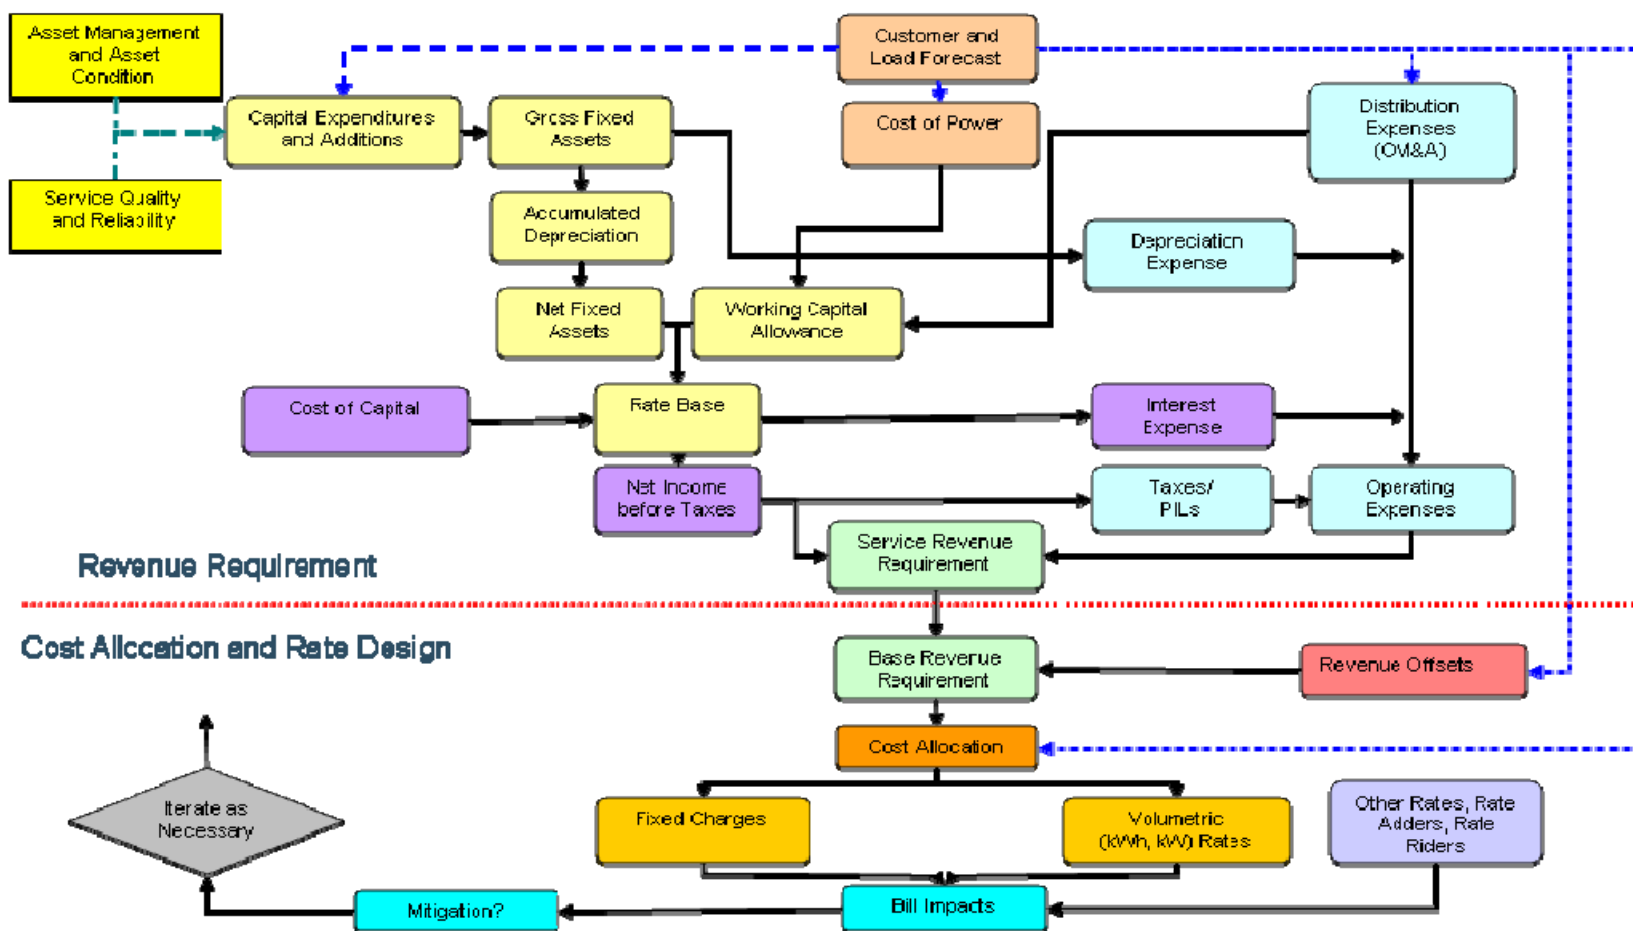 Asset Management
and Asset
Condition
Customer and
Load Forecast
Capital Expenditures
and Additions
Gross Fixed
Assets
Cost of Power
Distribution
Expenses
(OM&A)
Service Quality
and Reliability
Accumulated
Depreciation
Depreciation
Expense
Net Fixed
Assets
Working Capital
Allowance
Cost of Capital
Rate Base
Interest
Expense
Net Income
before Taxes
Taxes/
PILs
Operating
Expenses
Service Revenue
Requirement
Revenue Requirement
Cost Allocation and Rate Design
Base Revenue
Requirement
Revenue Offsets
Cost Allocation
Iterate as
Necessary
Fixed Charges
Volumetric
(kWh, kW) Rates
Other Rates, Rate
Adders, Rate
Riders
Mitigation?
Bill Impacts